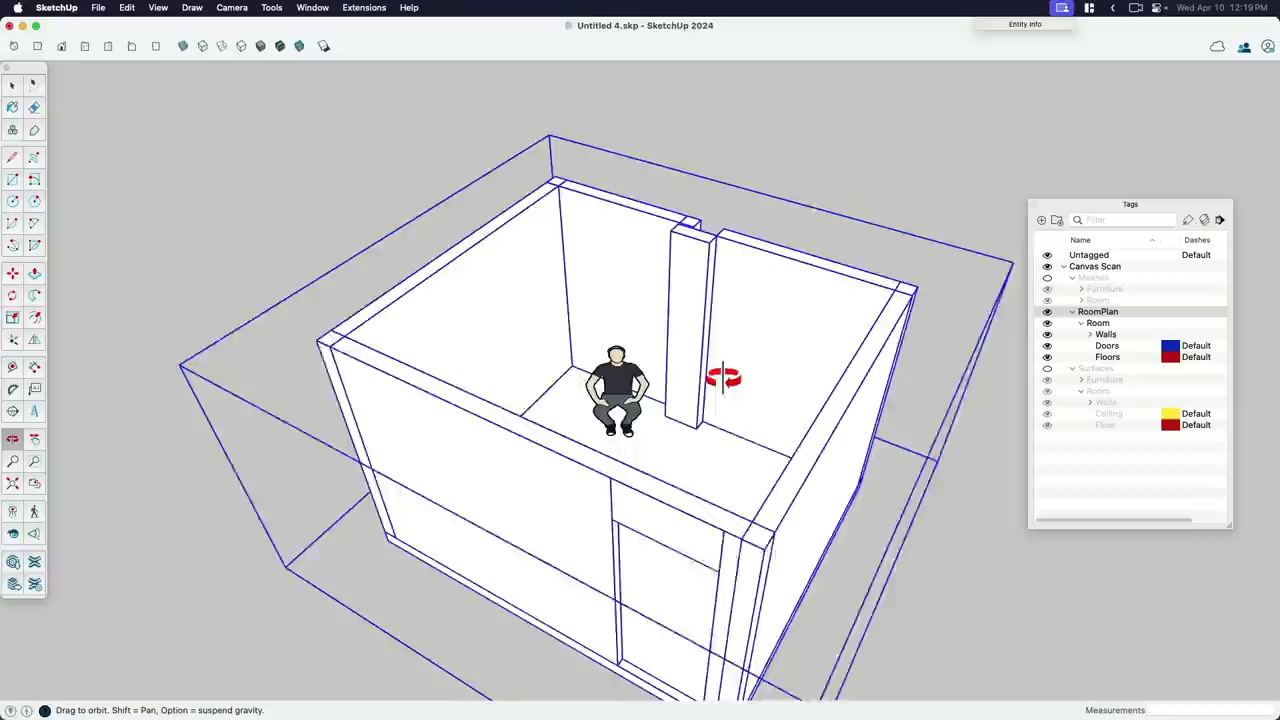 SketchUp File Edit View Draw Camera Tools Window Extensions Help Wed Apr 10 12:19 PM
Untitled 4.skp - SketchUp 2024
Entity Info
Tags
Filter
Name Dashes
Untagged Default
Canvas Scan
Meshes
Furniture
Room
RoomPlan
Room
Walls
Doors Default
Floors Default
Surfaces
Furniture
Room
Walls
Ceiling Default
Floor Default
Drag to orbit. Shift = Pan, Option = suspend gravity.
Measurements